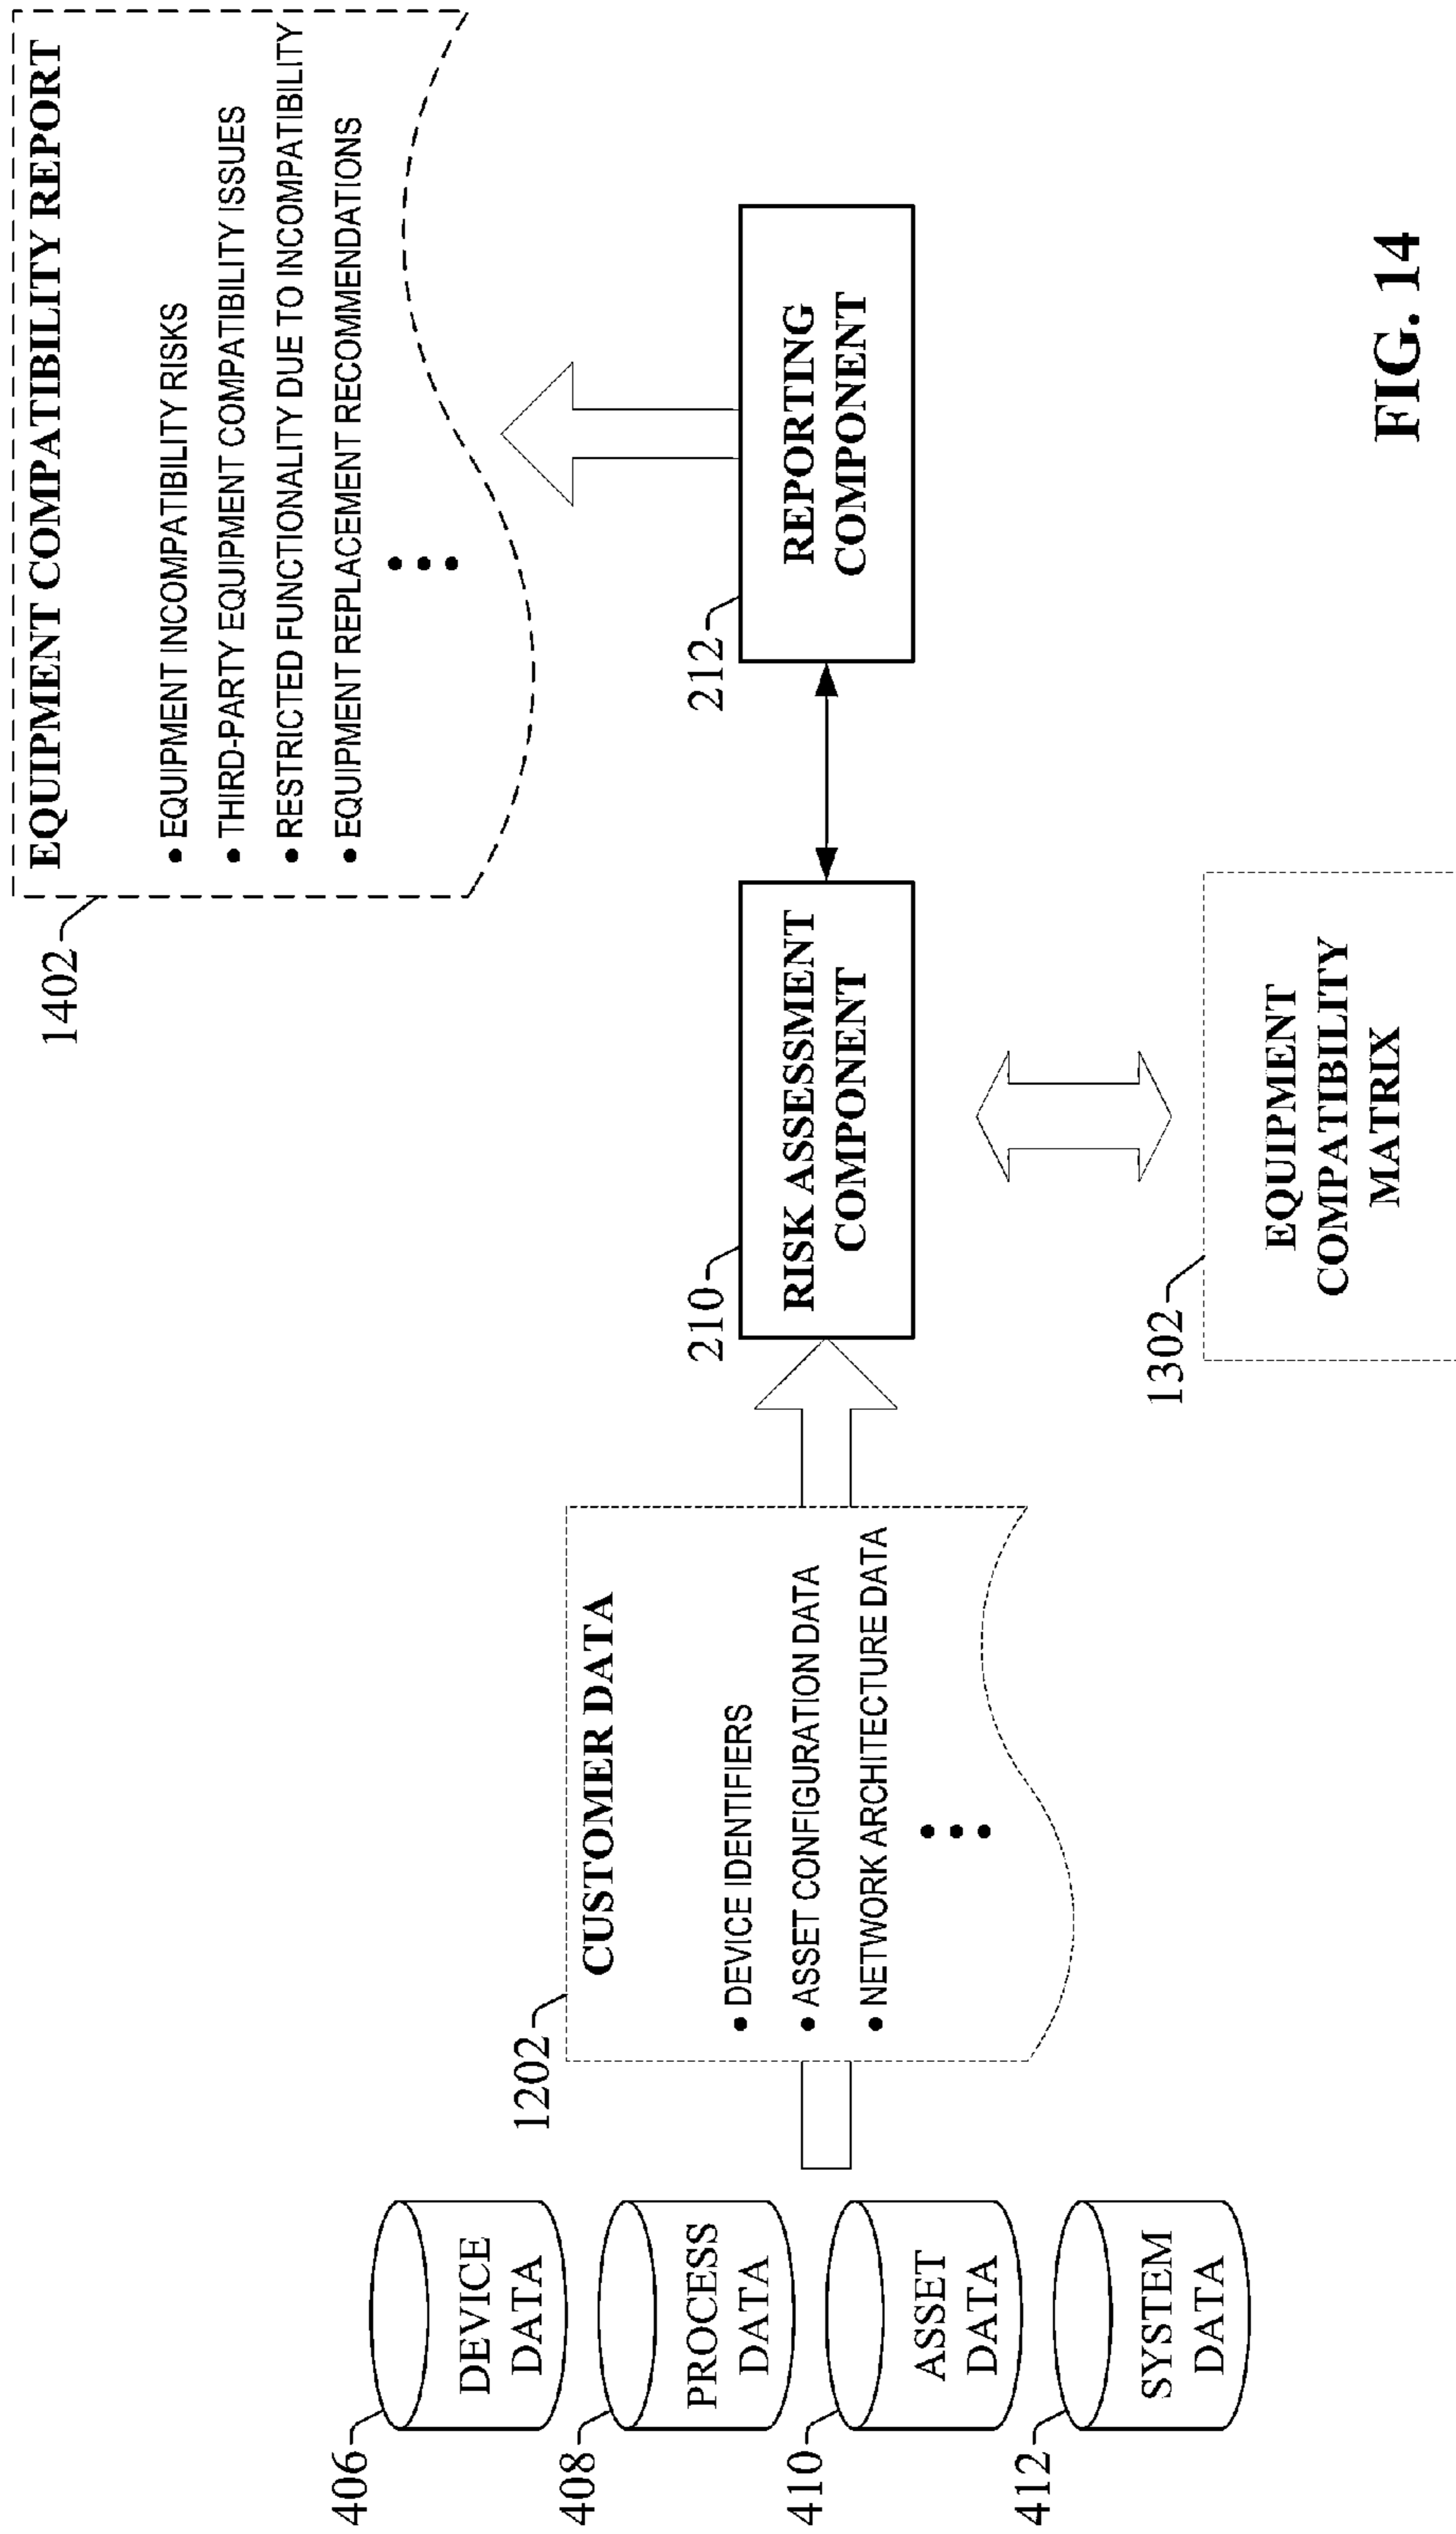 1402
EQUIPMENT COMPATIBILITY REPORT
• EQUIPMENT INCOMPATIBILITY RISKS
• THIRD-PARTY EQUIPMENT COMPATIBILITY ISSUES
• RESTRICTED FUNCTIONALITY DUE TO INCOMPATIBILITY
• EQUIPMENT REPLACEMENT RECOMMENDATIONS
406
DEVICE
DATA
408
PROCESS
DATA
410
ASSET
DATA
412
SYSTEM
DATA
1202
CUSTOMER DATA
• DEVICE IDENTIFIERS
• ASSET CONFIGURATION DATA
• NETWORK ARCHITECTURE DATA
210
RISK ASSESSMENT
COMPONENT
212
REPORTING
COMPONENT
1302
EQUIPMENT
COMPATIBILITY
MATRIX
FIG. 14